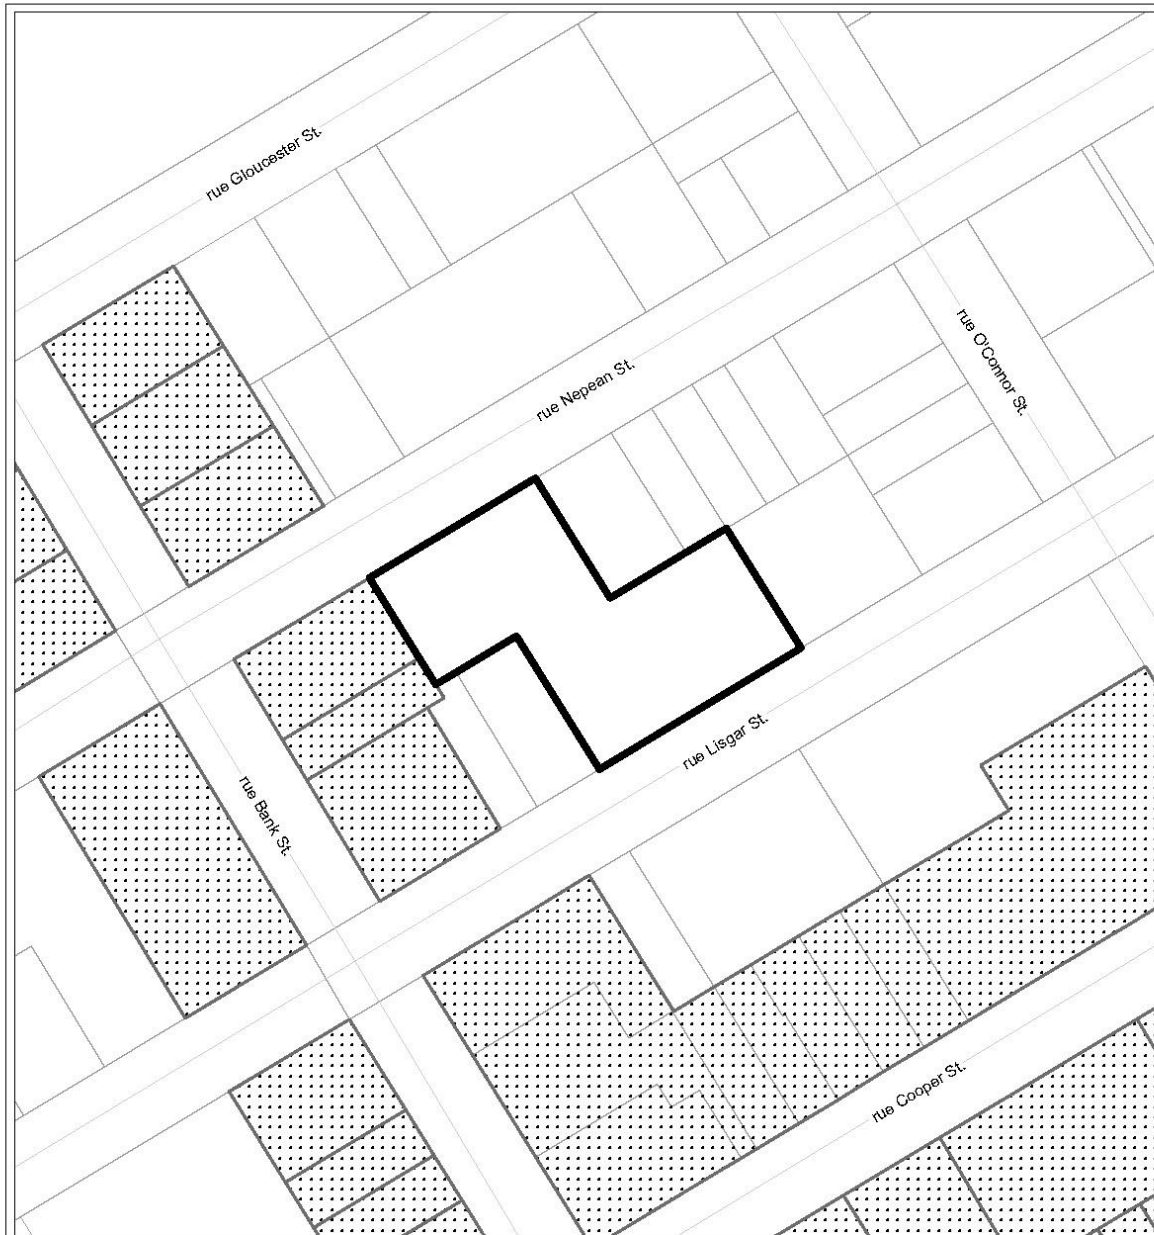 rue Gloucester St.
rue Nepean St.
rue O'Connor St.
rue Lisgar St.
rue Bank St.
rue Cooper St.